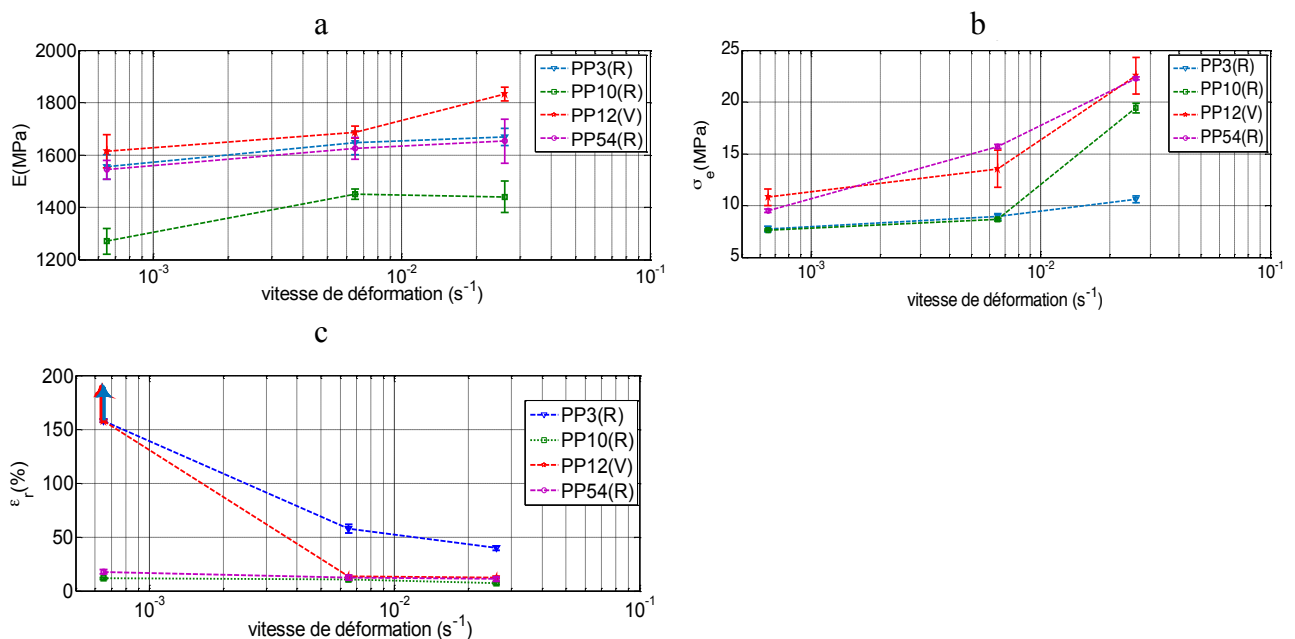 a
2000
1800
1600
1400
1200
E(MPa)
10⁻³
10⁻²
10⁻¹
vitesse de déformation (s⁻¹)
PP3(R)
PP10(R)
PP12(V)
PP54(R)
b
25
20
15
10
5
σₑ(MPa)
10⁻³
10⁻²
10⁻¹
vitesse de déformation (s⁻¹)
PP3(R)
PP10(R)
PP12(V)
PP54(R)
c
200
150
100
50
0
εᵣ(%)
10⁻³
10⁻²
10⁻¹
vitesse de déformation (s⁻¹)
PP3(R)
PP10(R)
PP12(V)
PP54(R)